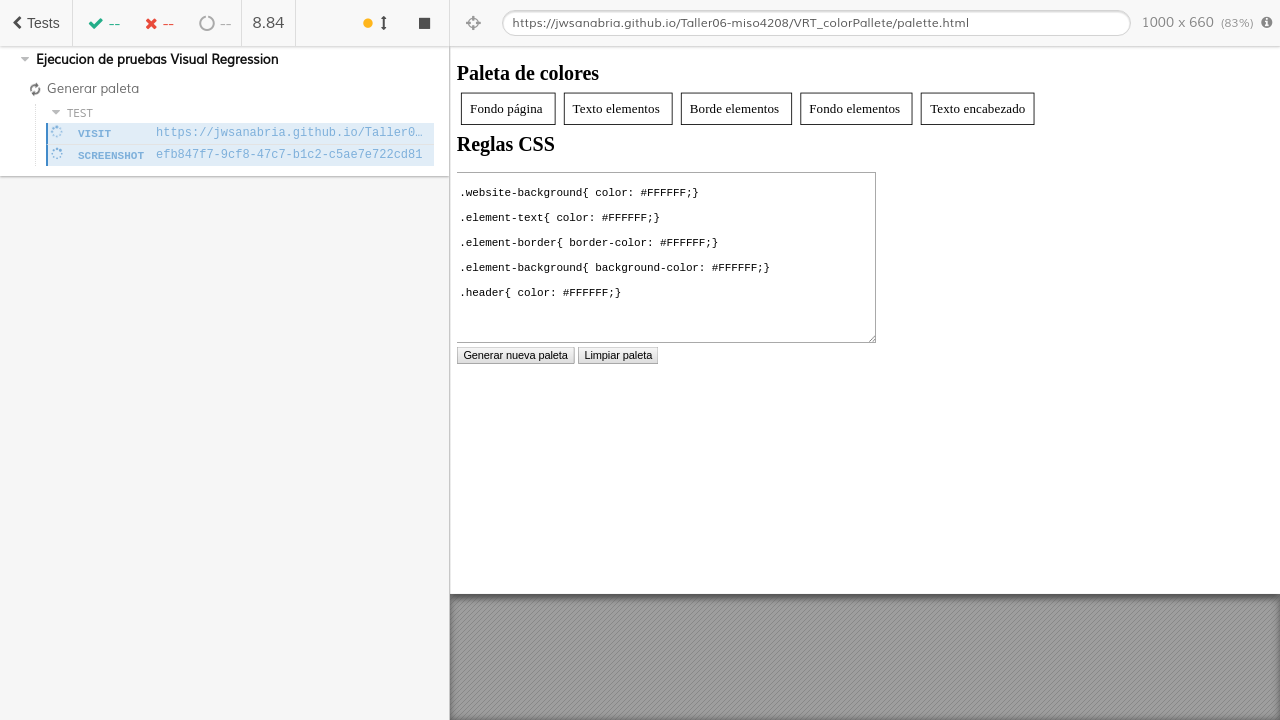 Tests
--
--
--
8.84
https://jwsanabria.github.io/Taller06-miso4208/VRT_colorPallete/palette.html
1000 x 660 (83%)
Ejecucion de pruebas Visual Regression
Generar paleta
TEST
VISIT https://jwsanabria.github.io/Taller0…
SCREENSHOT efb847f7-9cf8-47c7-b1c2-c5ae7e722cd81
Paleta de colores
Fondo página Texto elementos Borde elementos Fondo elementos Texto encabezado
Reglas CSS
.website-background{ color: #FFFFFF;}
.element-text{ color: #FFFFFF;}
.element-border{ border-color: #FFFFFF;}
.element-background{ background-color: #FFFFFF;}
.header{ color: #FFFFFF;}
Generar nueva paleta Limpiar paleta